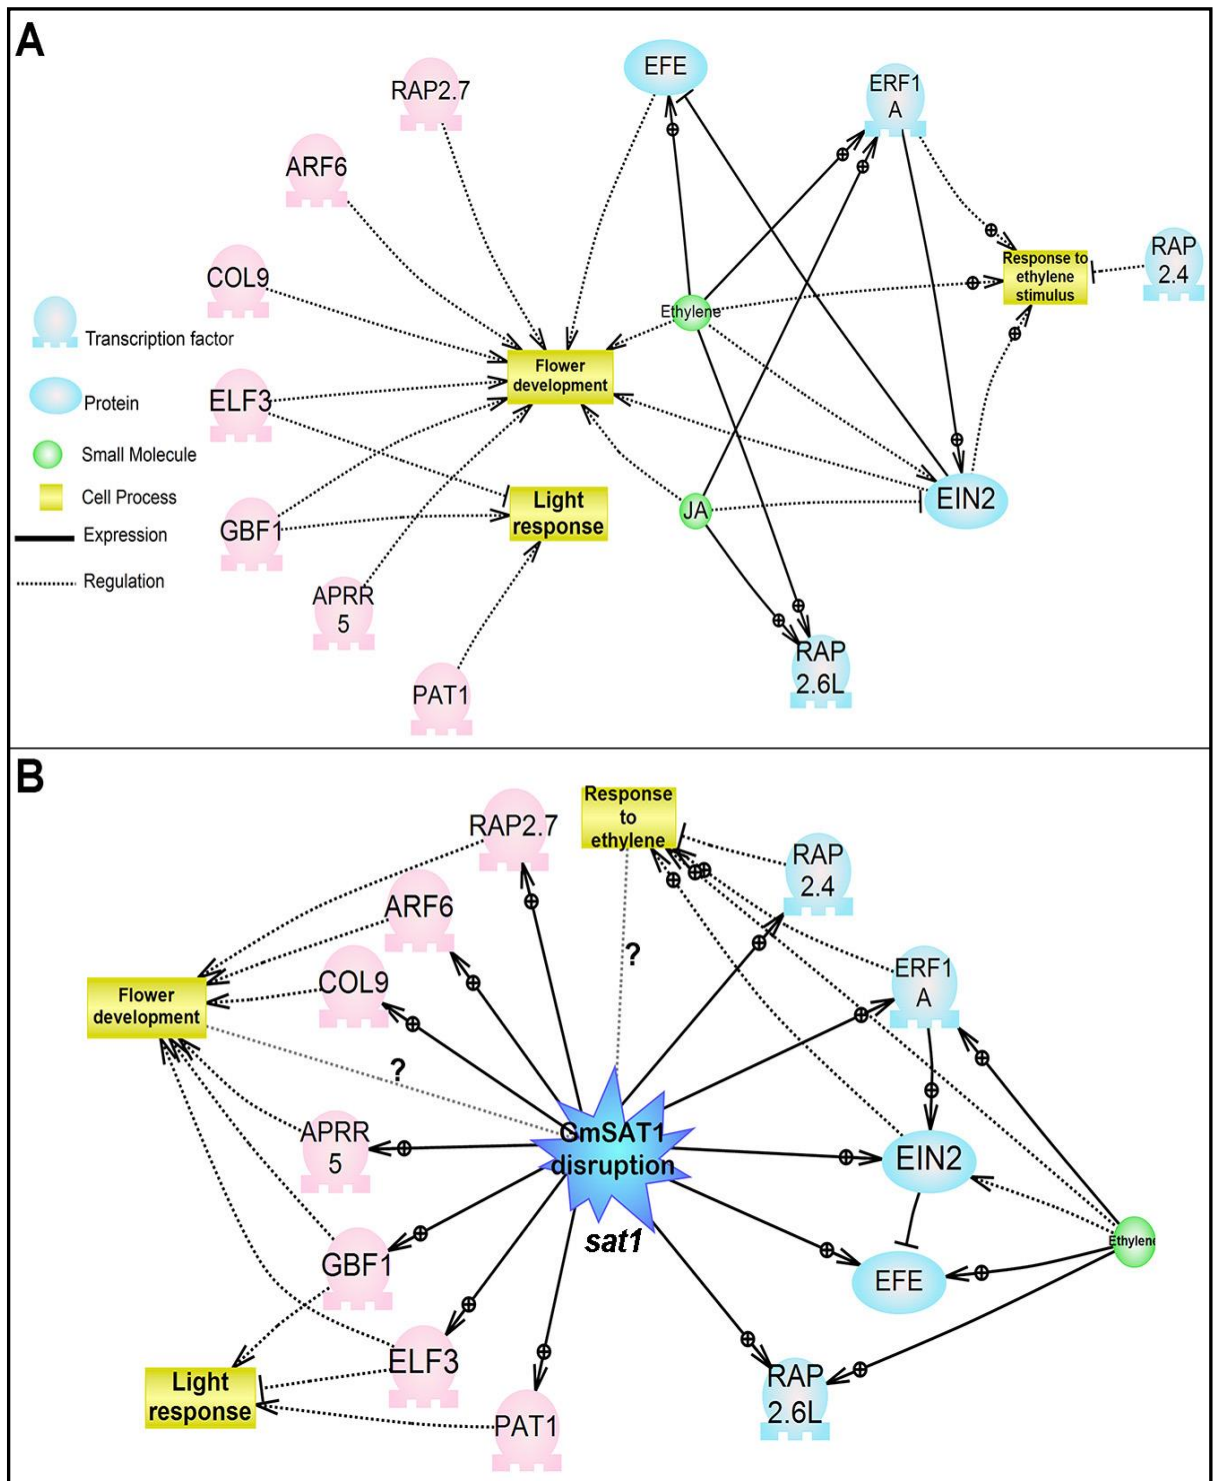 A
EFE
ERF1
A
RAP2.7
ARF6
COL9
RAP
2.4
Response to
ethylene
stimulus
Ethylene
Transcription factor
Flower
development
Protein
ELF3
Small Molecule
Cell Process
Light
response
EIN2
JA
GBF1
Expression
Regulation
APRR
5
RAP
2.6L
PAT1
B
Response
to
ethylene
RAP2.7
RAP
2.4
ARF6
?
ERF1
A
COL9
Flower
development
?
GmSAT1
disruption
APRR
5
EIN2
sat1
Ethylene
GBF1
EFE
ELF3
Light
response
RAP
2.6L
PAT1